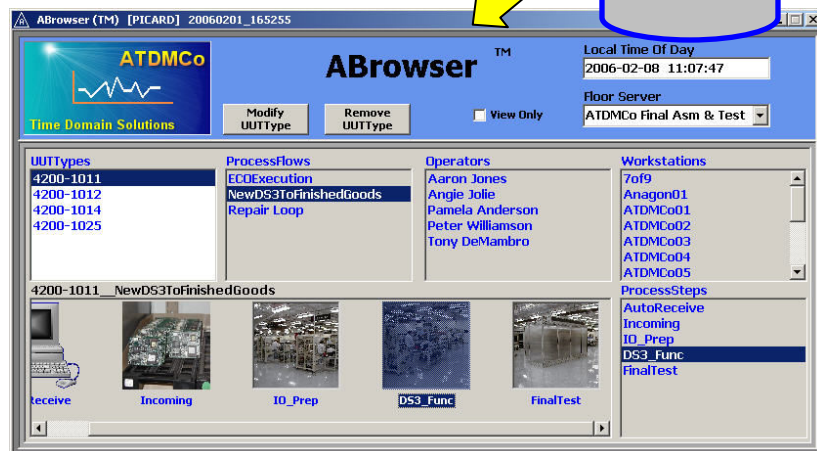 ABrowser (TM) [PICARD] 20060201_165255
ATDMCo
Time Domain Solutions
ABrowser TM
Modify UUTType
Remove UUTType
View Only
Local Time Of Day
2006-02-08 11:07:47
Floor Server
ATDMCo Final Asm & Test
UUTTypes
4200-1011
4200-1012
4200-1014
4200-1025
ProcessFlows
ECOExecution
NewDS3ToFinishedGoods
Repair Loop
Operators
Aaron Jones
Angie Jolie
Pamela Anderson
Peter Williamson
Tony DeMambro
Workstations
7of9
Anagon01
ATDMCo01
ATDMCo02
ATDMCo03
ATDMCo04
ATDMCo05
4200-1011__NewDS3ToFinishedGoods
Receive
Incoming
IO_Prep
DS3_Func
FinalTest
ProcessSteps
AutoReceive
Incoming
IO_Prep
DS3_Func
FinalTest